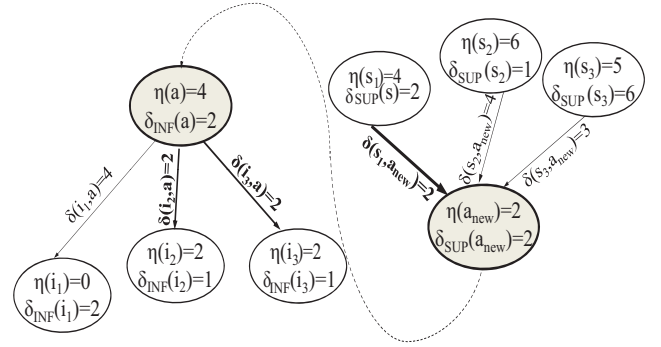 η(a)=4
δINF(a)=2
δ(i1,a)=4
δ(i2,a)=2
δ(i3,a)=2
η(i1)=0
δINF(i1)=2
η(i2)=2
δINF(i2)=1
η(i3)=2
δINF(i3)=1
η(s1)=4
δSUP(s)=2
η(s2)=6
δSUP(s2)=1
η(s3)=5
δSUP(s3)=6
δ(s1,anew)=2
δ(s2,anew)=4
δ(s3,anew)=3
η(anew)=2
δSUP(anew)=2